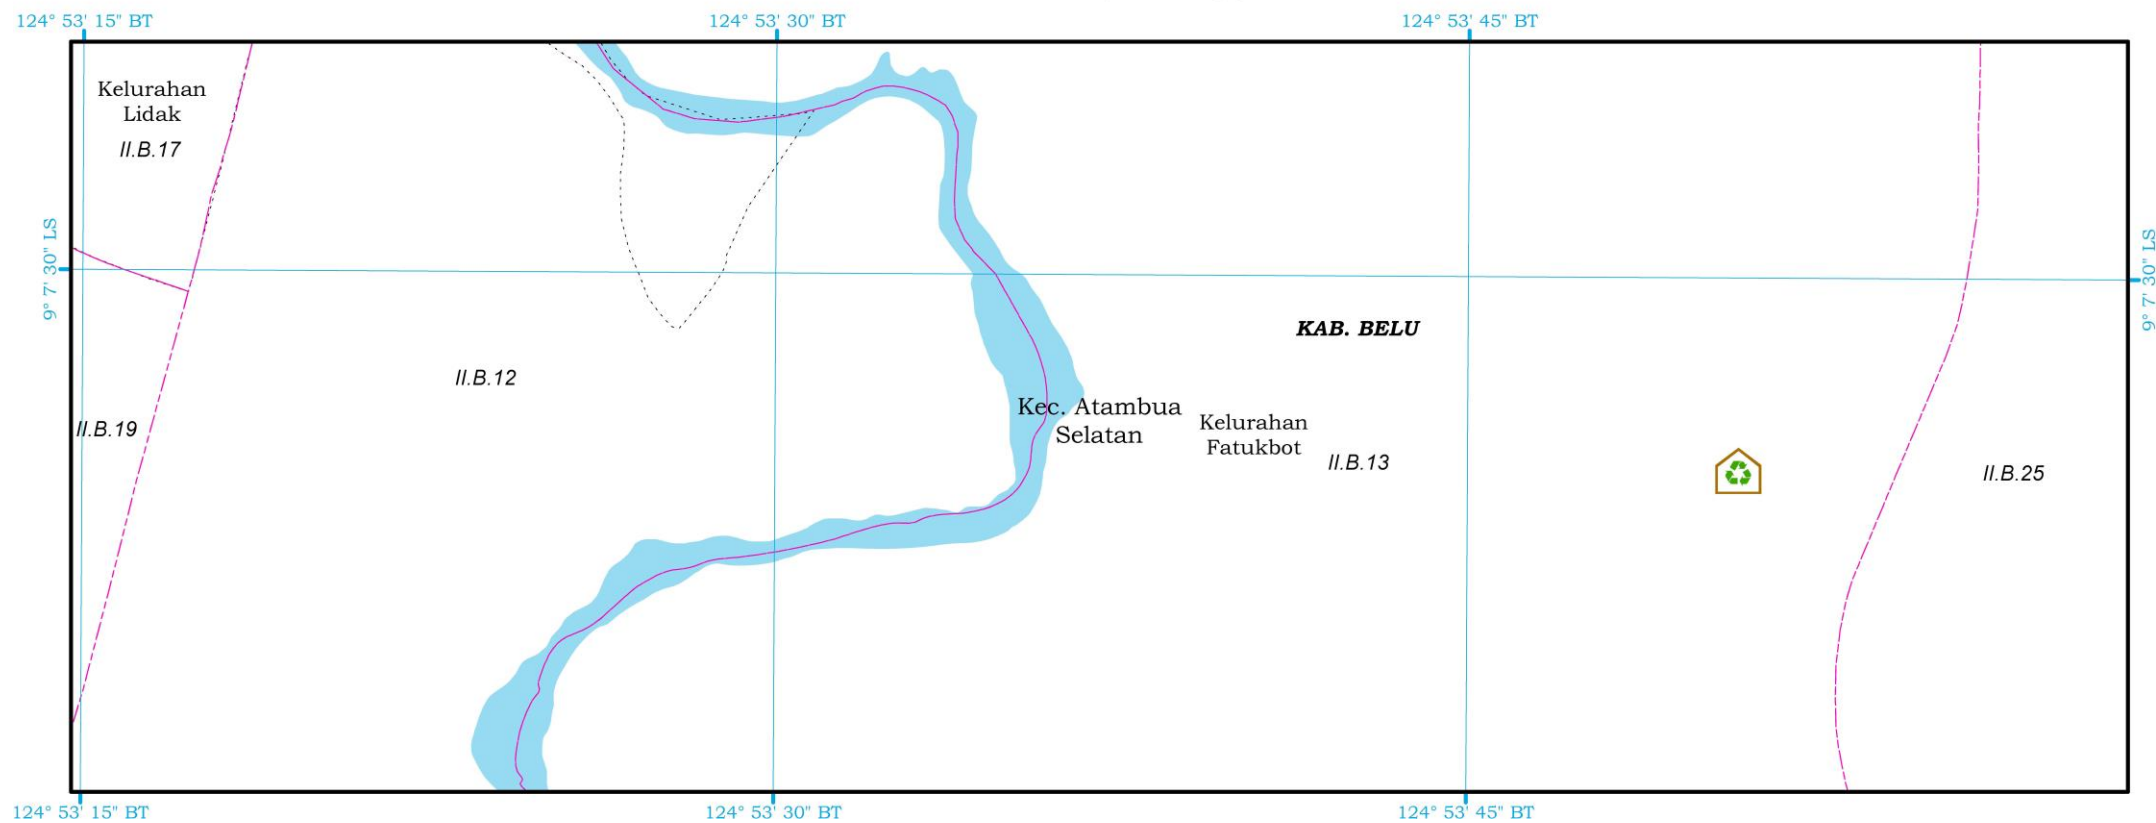 124° 53' 15" BT
124° 53' 30" BT
124° 53' 45" BT
Kelurahan
Lidak
II.B.17
9° 7' 30" LS
9° 7' 30" LS
KAB. BELU
II.B.12
Kec. Atambua
Selatan
Kelurahan
Fatukbot
II.B.19
II.B.13
II.B.25
124° 53' 15" BT
124° 53' 30" BT
124° 53' 45" BT